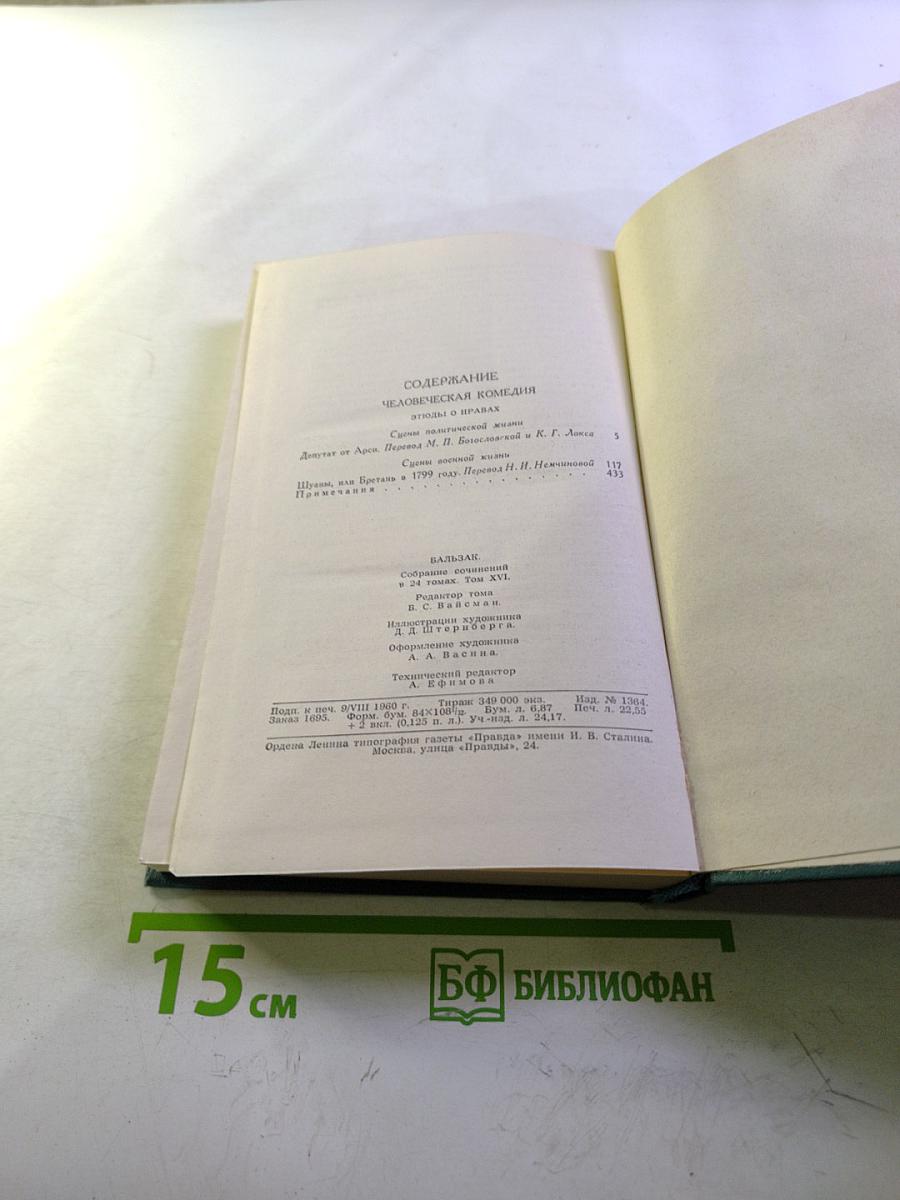 СОДЕРЖАНИЕ
ЧЕЛОВЕЧЕСКАЯ КОМЕДИЯ
ЭТЮДЫ О НРАВАХ
Сцены политической жизни
Депутат от Арси. Перевод М. П. Богословской и К. Г. Локса 5
Сцены военной жизни
Шуаны, или Бретань в 1799 году. Перевод Н. И. Немчиновой 117
Примечания . . . . . . . . . . . . . . . . 433
БАЛЬЗАК.
Собрание сочинений
в 24 томах. Том XVI.
Редактор тома
Б. С. Вайсман.
Иллюстрации художника
Д. Д. Штернберга.
Оформление художника
А. А. Васина.
Технический редактор
А. Ефимова
Подп. к печ. 9/VIII 1960 г. Тираж 349 000 экз. Изд. № 1364.
Заказ 1695. Форм. бум. 84×108¹/₃₂. Бум. л. 6,87 Печ. л. 22,55
+ 2 вкл. (0,125 п. л.). Уч.-изд. л. 24,17.
Ордена Ленина типография газеты «Правда» имени И. В. Сталина.
Москва, улица «Правды», 24.
15 см
БФ БИБЛИОФАН